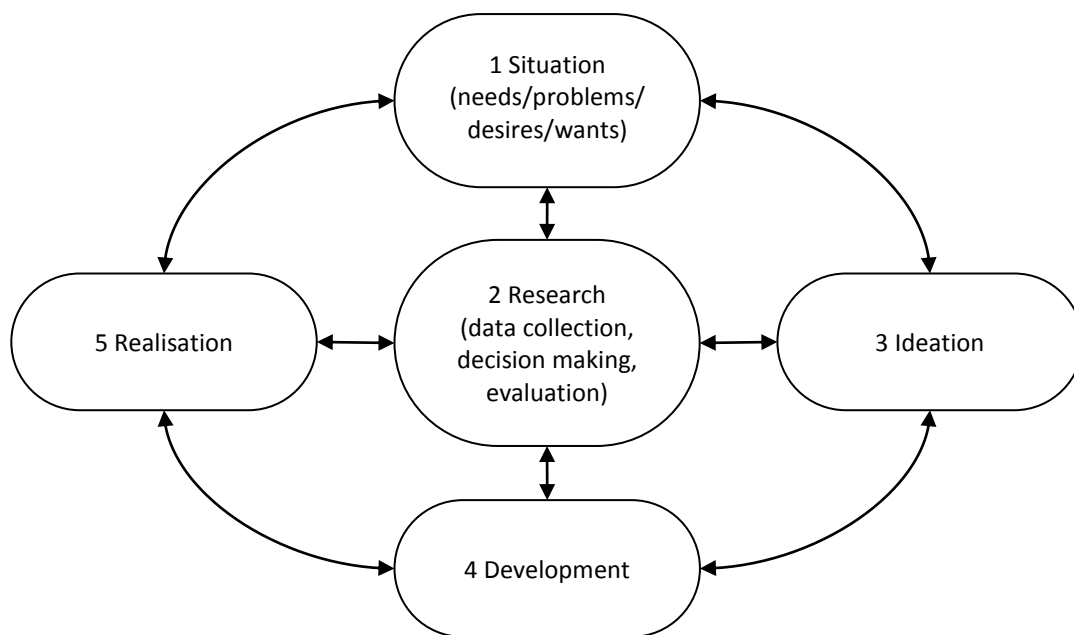 1 Situation
(needs/problems/
desires/wants)
2 Research
(data collection,
decision making,
evaluation)
5 Realisation
3 Ideation
4 Development